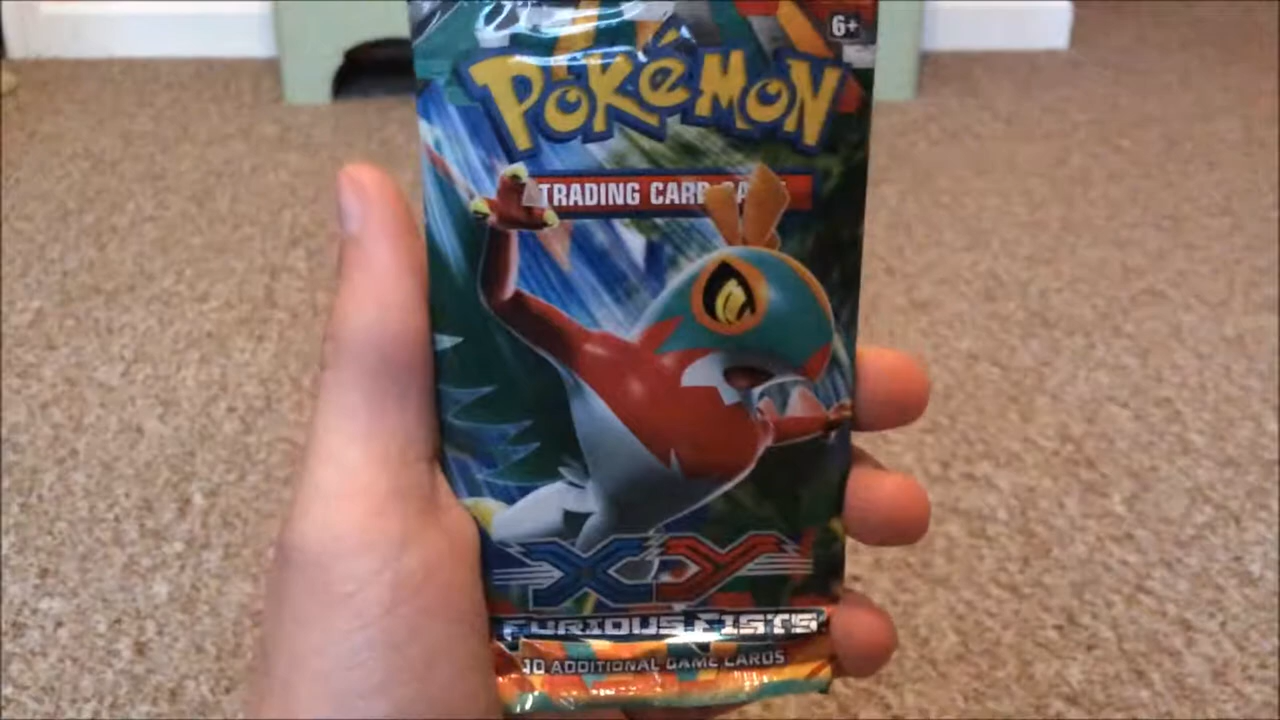 6+
POKéMON
TRADING CARD
XY
FURIOUS FISTS
10 ADDITIONAL GAME CARDS